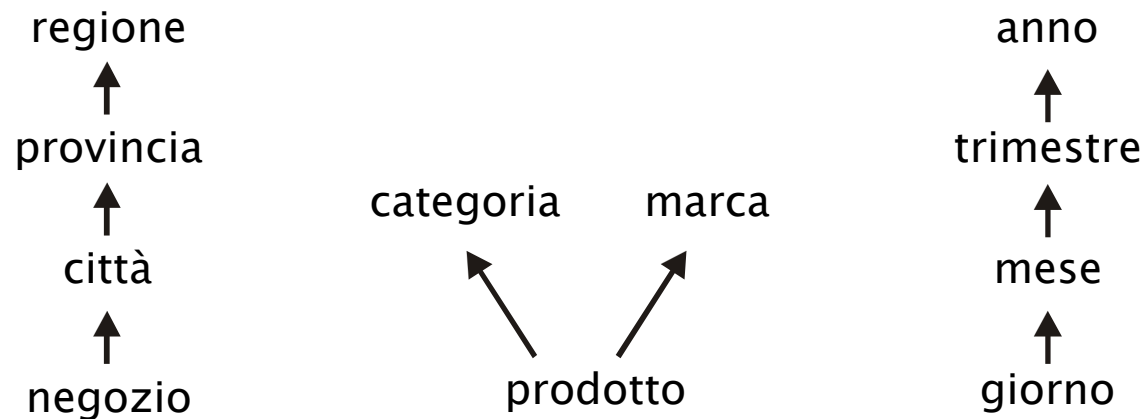 regione
provincia
città
negozio
categoria
marca
prodotto
anno
trimestre
mese
giorno